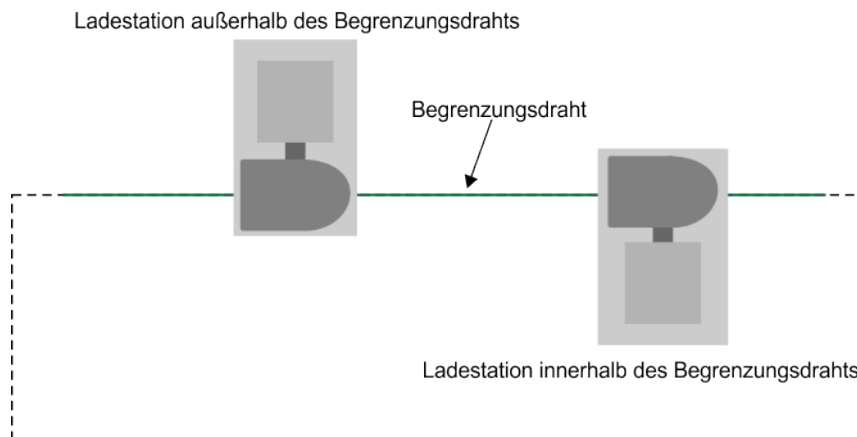 Ladestation außerhalb des Begrenzungsdrahts
Begrenzungsdraht
Ladestation innerhalb des Begrenzungsdrahts